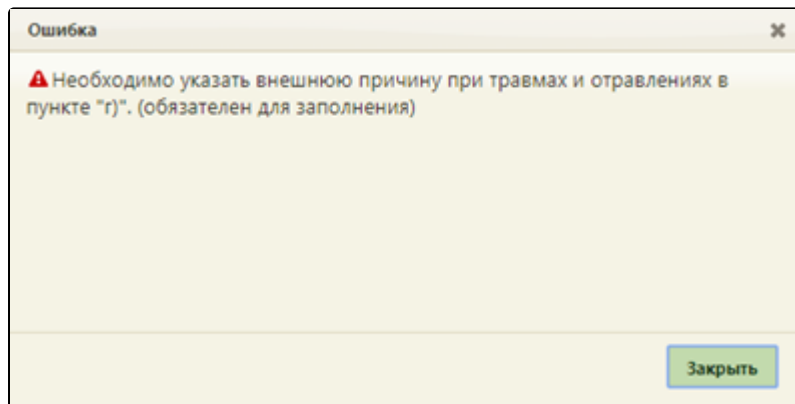 Ошибка
Необходимо указать внешнюю причину при травмах и отравлениях в
пункте "г)". (обязателен для заполнения)
Закрыть